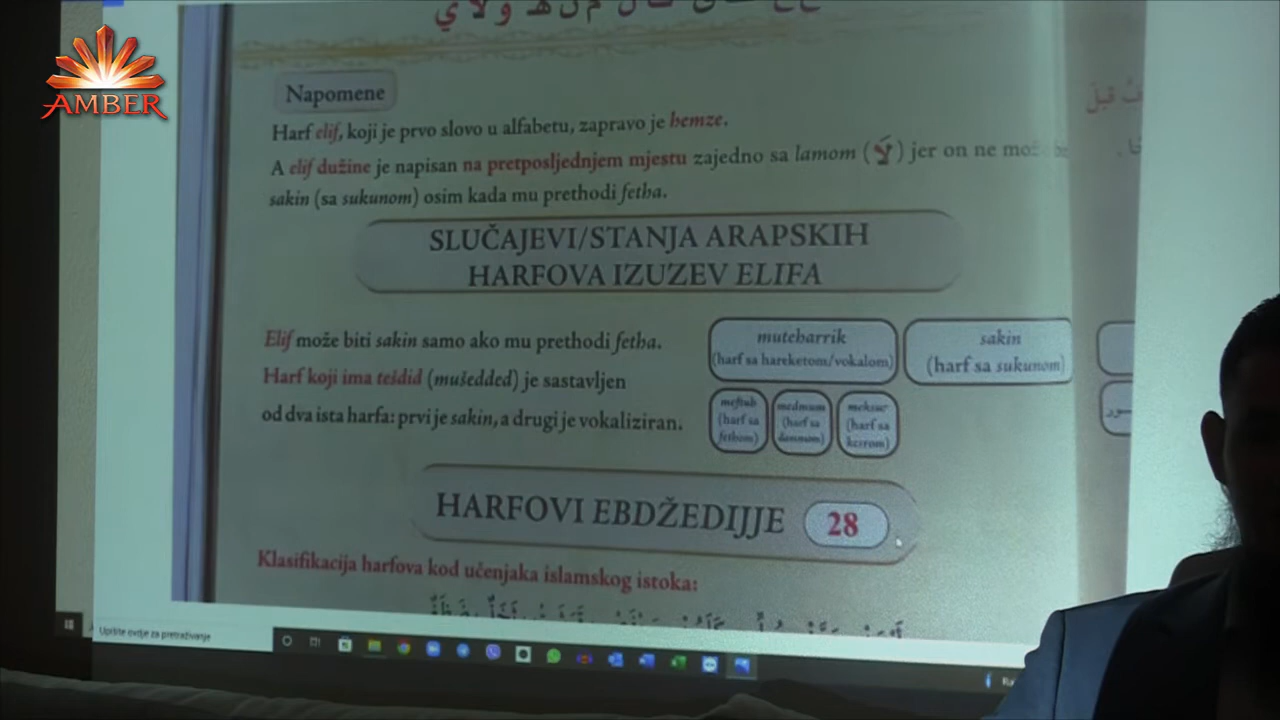 AMBER
Napomene
Harf elif, koji je prvo slovo u alfabetu, zapravo je hemze.
A elif dužine je napisan na pretposljednjem mjestu zajedno sa lamom (لَا) jer on ne može
sakin (sa sukunom) osim kada mu prethodi fetha.
SLUČAJEVI/STANJA ARAPSKIH
HARFOVA IZUZEV ELIFA
Elif može biti sakin samo ako mu prethodi fetha.
Harf koji ima tešdid (mušedded) je sastavljen
od dva ista harfa: prvi je sakin, a drugi je vokaliziran.
muteharrik
(harf sa hareketom/vokalom)
sakin
(harf sa sukunom)
meftuh
(harf sa
fethom)
medmum
(harf sa
dammom)
meksur
(harf sa
kesrom)
HARFOVI EBDŽEDIJJE 28
Klasifikacija harfova kod učenjaka islamskog istoka:
Upišite ovdje za pretraživanje